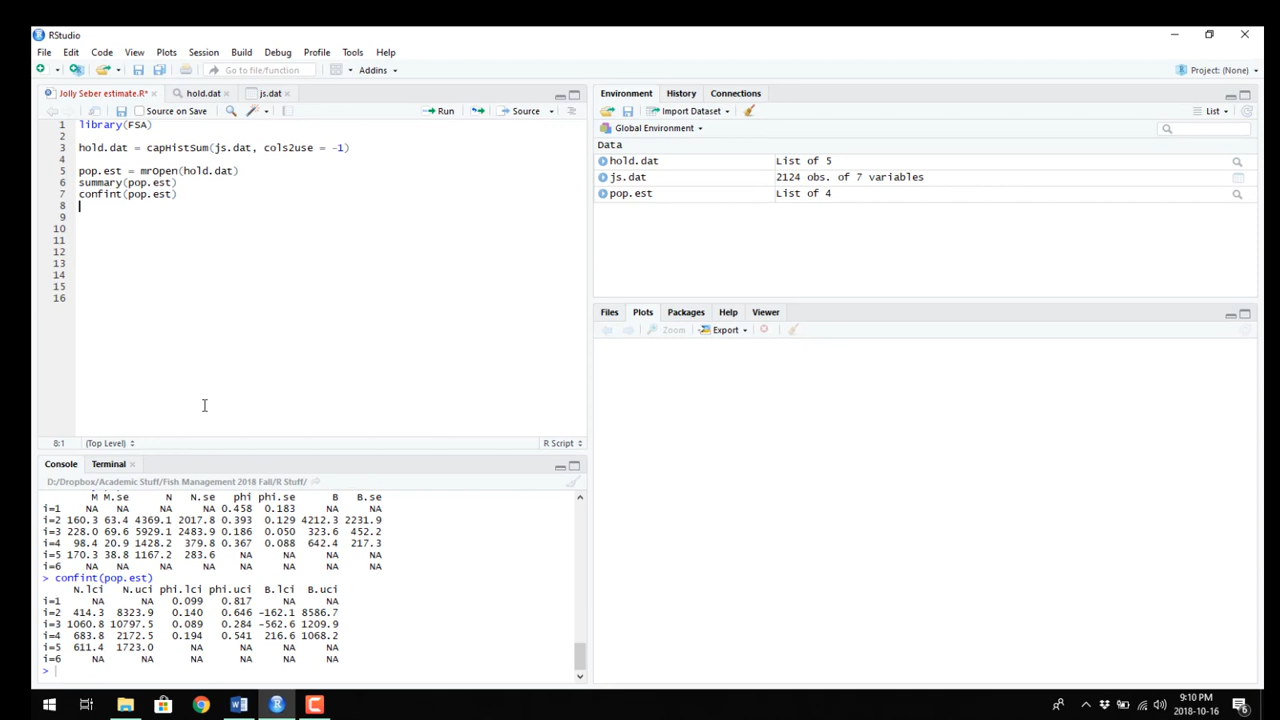 RStudio
File Edit Code View Plots Session Build Debug Profile Tools Help
Go to file/function Addins Project: (None)
Jolly Seber estimate.R* hold.dat js.dat
Source on Save Run Source
1 library(FSA)
2
3 hold.dat = capHistSum(js.dat, cols2use = -1)
4
5 pop.est = mrOpen(hold.dat)
6 summary(pop.est)
7 confint(pop.est)
8
9
10
11
12
13
14
15
16
8:1 (Top Level) R Script
Console Terminal
D:/Dropbox/Academic Stuff/Fish Management 2018 Fall/R Stuff/
M M.se N N.se phi phi.se B B.se
i=1 NA NA NA NA 0.458 0.183 NA NA
i=2 160.3 63.4 4369.1 2017.8 0.393 0.129 4212.3 2231.9
i=3 228.0 69.6 5929.1 2483.9 0.186 0.050 323.6 452.2
i=4 98.4 20.9 1428.2 379.8 0.367 0.088 642.4 217.3
i=5 170.3 38.8 1167.2 283.6 NA NA NA NA
i=6 NA NA NA NA NA NA NA NA
> confint(pop.est)
N.lci N.uci phi.lci phi.uci B.lci B.uci
i=1 NA NA 0.099 0.817 NA NA
i=2 414.3 8323.9 0.140 0.646 -162.1 8586.7
i=3 1060.8 10797.5 0.089 0.284 -562.6 1209.9
i=4 683.8 2172.5 0.194 0.541 216.6 1068.2
i=5 611.4 1723.0 NA NA NA NA
i=6 NA NA NA NA NA NA
>
Environment History Connections
Import Dataset List
Global Environment
Data
hold.dat List of 5
js.dat 2124 obs. of 7 variables
pop.est List of 4
Files Plots Packages Help Viewer
Zoom Export
9:10 PM
2018-10-16